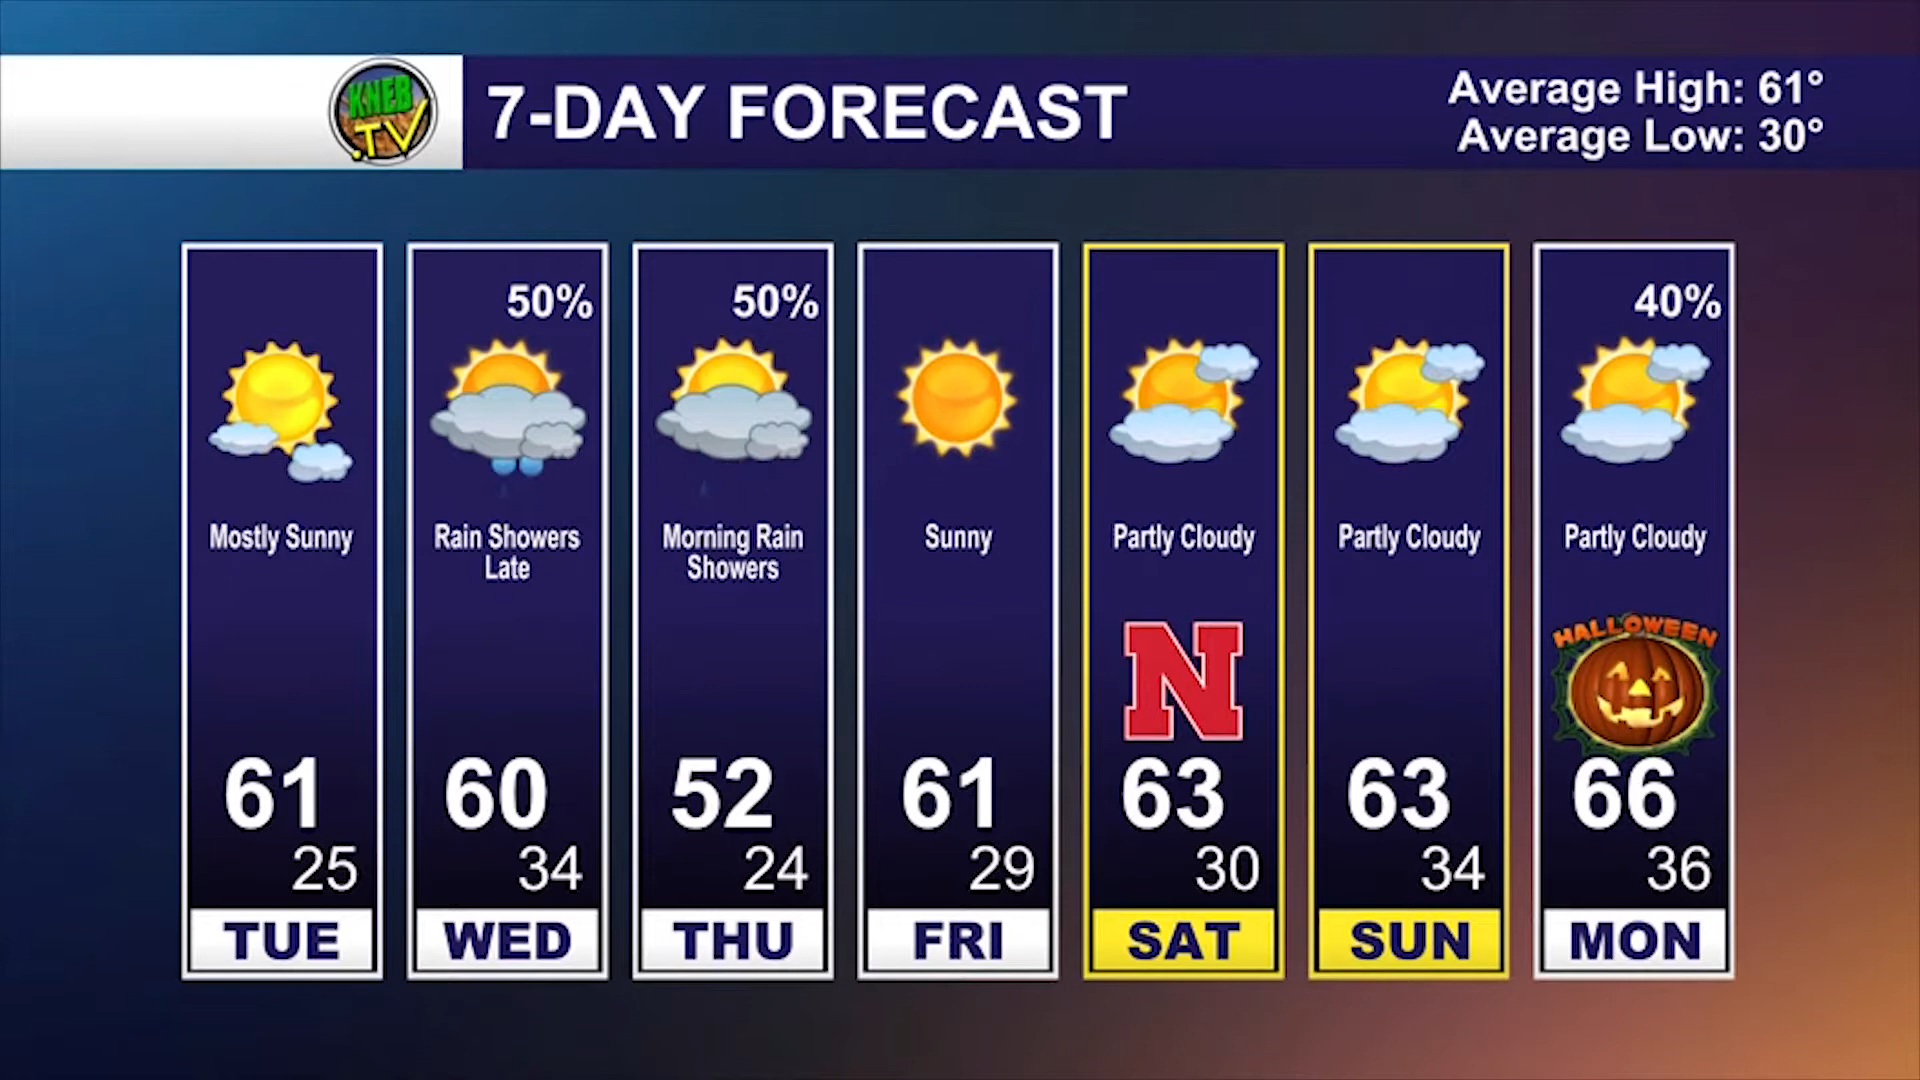 KNEB
.TV
7-DAY FORECAST
Average High: 61°
Average Low: 30°
Mostly Sunny
61
25
TUE
50%
Rain Showers
Late
60
34
WED
50%
Morning Rain
Showers
52
24
THU
Sunny
61
29
FRI
Partly Cloudy
N
63
30
SAT
Partly Cloudy
63
34
SUN
40%
Partly Cloudy
HALLOWEEN
66
36
MON